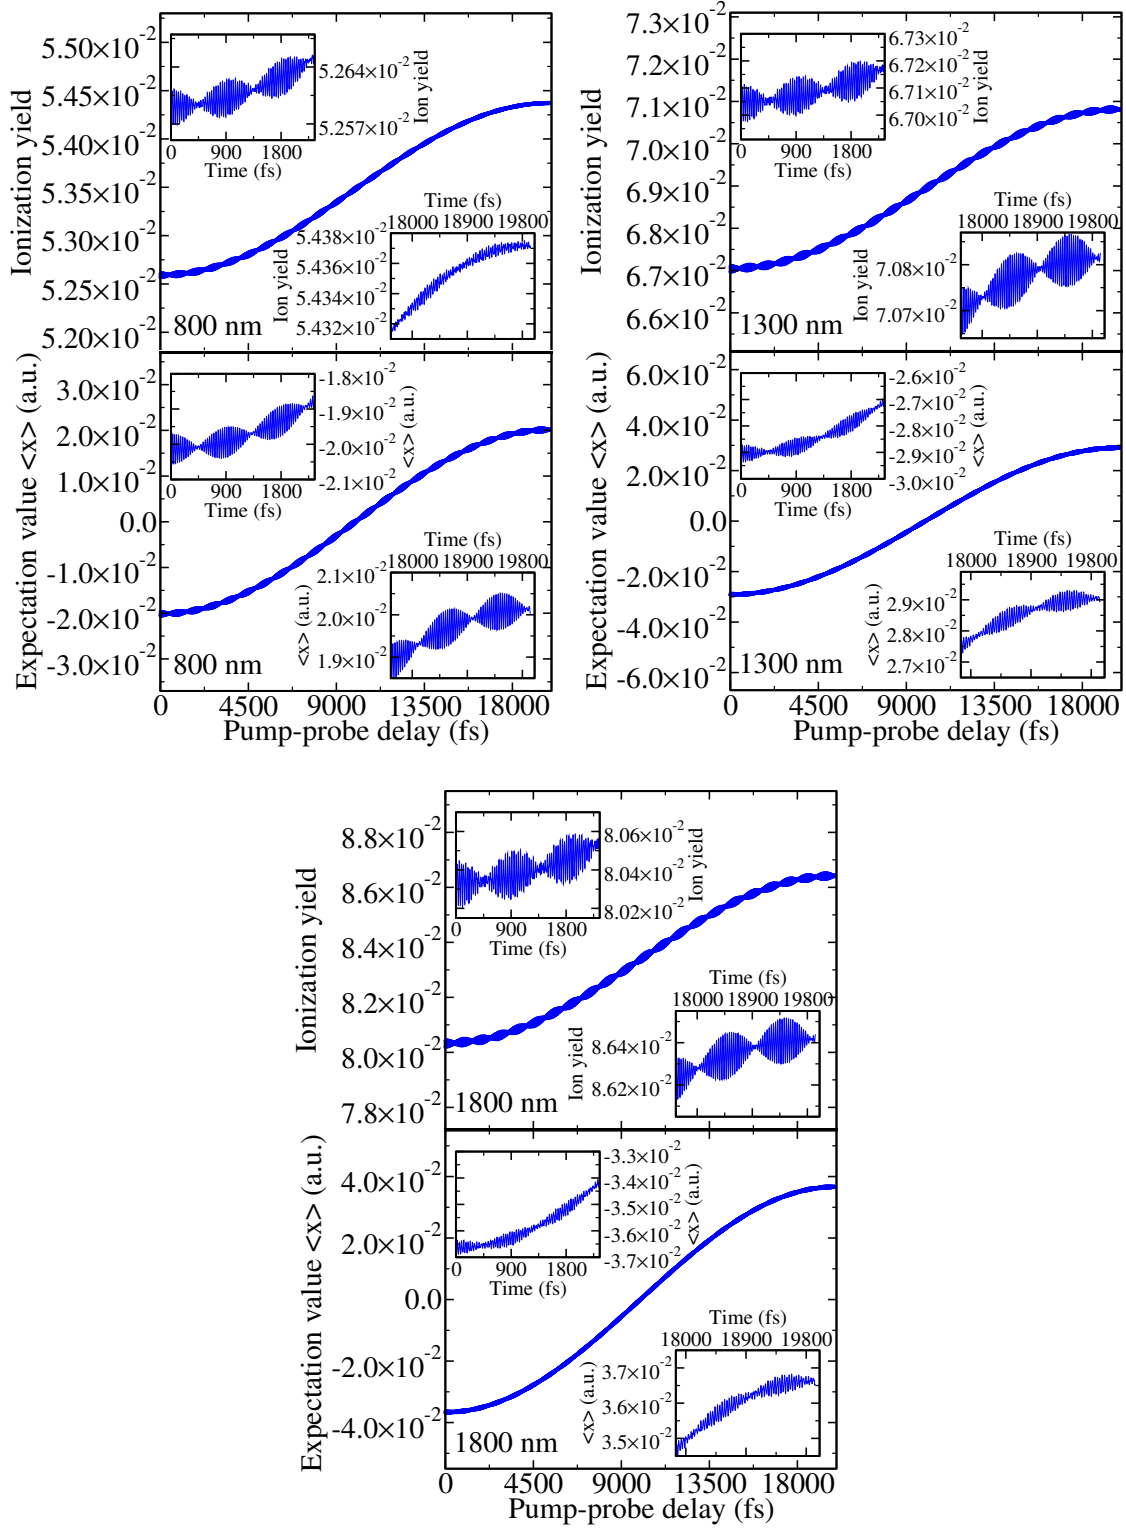 Ionization yield
5.50×10⁻²
5.45×10⁻²
5.40×10⁻²
5.35×10⁻²
5.30×10⁻²
5.25×10⁻²
5.20×10⁻²
5.264×10⁻²
5.257×10⁻²
Ion yield
0 900 1800
Time (fs)
Time (fs)
18000 18900 19800
5.438×10⁻²
5.436×10⁻²
5.434×10⁻²
5.432×10⁻²
Ion yield
800 nm
Expectation value <x> (a.u.)
3.0×10⁻²
2.0×10⁻²
1.0×10⁻²
0.0
-1.0×10⁻²
-2.0×10⁻²
-3.0×10⁻²
-1.8×10⁻²
-1.9×10⁻²
-2.0×10⁻²
-2.1×10⁻²
<x> (a.u.)
0 900 1800
Time (fs)
Time (fs)
18000 18900 19800
2.1×10⁻²
2.0×10⁻²
1.9×10⁻²
<x> (a.u.)
800 nm
0 4500 9000 13500 18000
Pump-probe delay (fs)
Ionization yield
7.3×10⁻²
7.2×10⁻²
7.1×10⁻²
7.0×10⁻²
6.9×10⁻²
6.8×10⁻²
6.7×10⁻²
6.6×10⁻²
6.73×10⁻²
6.72×10⁻²
6.71×10⁻²
6.70×10⁻²
Ion yield
0 900 1800
Time (fs)
Time (fs)
18000 18900 19800
7.08×10⁻²
7.07×10⁻²
Ion yield
1300 nm
Expectation value <x> (a.u.)
6.0×10⁻²
4.0×10⁻²
2.0×10⁻²
0.0
-2.0×10⁻²
-4.0×10⁻²
-6.0×10⁻²
-2.6×10⁻²
-2.7×10⁻²
-2.8×10⁻²
-2.9×10⁻²
-3.0×10⁻²
<x> (a.u.)
0 900 1800
Time (fs)
Time (fs)
18000 18900 19800
2.9×10⁻²
2.8×10⁻²
2.7×10⁻²
<x> (a.u.)
1300 nm
0 4500 9000 13500 18000
Pump-probe delay (fs)
Ionization yield
8.8×10⁻²
8.6×10⁻²
8.4×10⁻²
8.2×10⁻²
8.0×10⁻²
7.8×10⁻²
8.06×10⁻²
8.04×10⁻²
8.02×10⁻²
Ion yield
0 900 1800
Time (fs)
Time (fs)
18000 18900 19800
8.64×10⁻²
8.62×10⁻²
Ion yield
1800 nm
Expectation value <x> (a.u.)
4.0×10⁻²
2.0×10⁻²
0.0
-2.0×10⁻²
-4.0×10⁻²
-3.3×10⁻²
-3.4×10⁻²
-3.5×10⁻²
-3.6×10⁻²
-3.7×10⁻²
<x> (a.u.)
0 900 1800
Time (fs)
Time (fs)
18000 18900 19800
3.7×10⁻²
3.6×10⁻²
3.5×10⁻²
<x> (a.u.)
1800 nm
0 4500 9000 13500 18000
Pump-probe delay (fs)